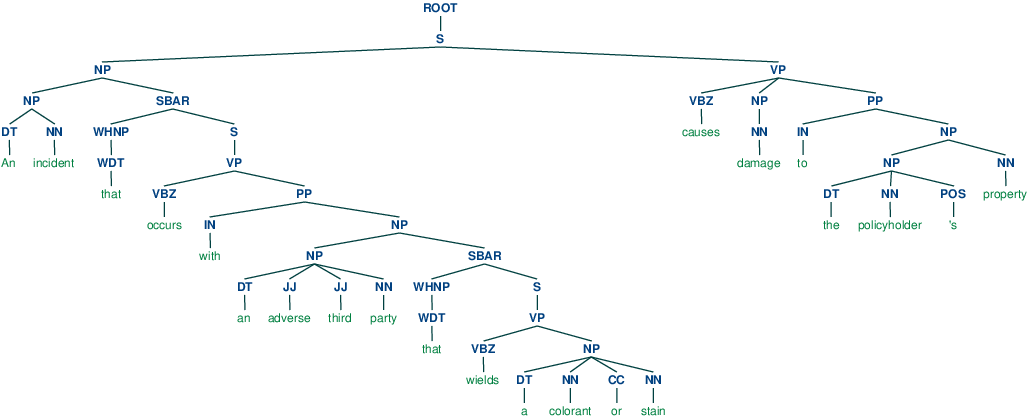 ROOT
S
NP VP
NP SBAR VBZ NP PP
DT NN WHNP S causes NN IN NP
An incident WDT VP damage to NP NN
that VBZ PP DT NN POS property
occurs IN NP the policyholder 's
with NP SBAR
DT JJ JJ NN WHNP S
an adverse third party WDT VP
that VBZ NP
wields DT NN CC NN
a colorant or stain